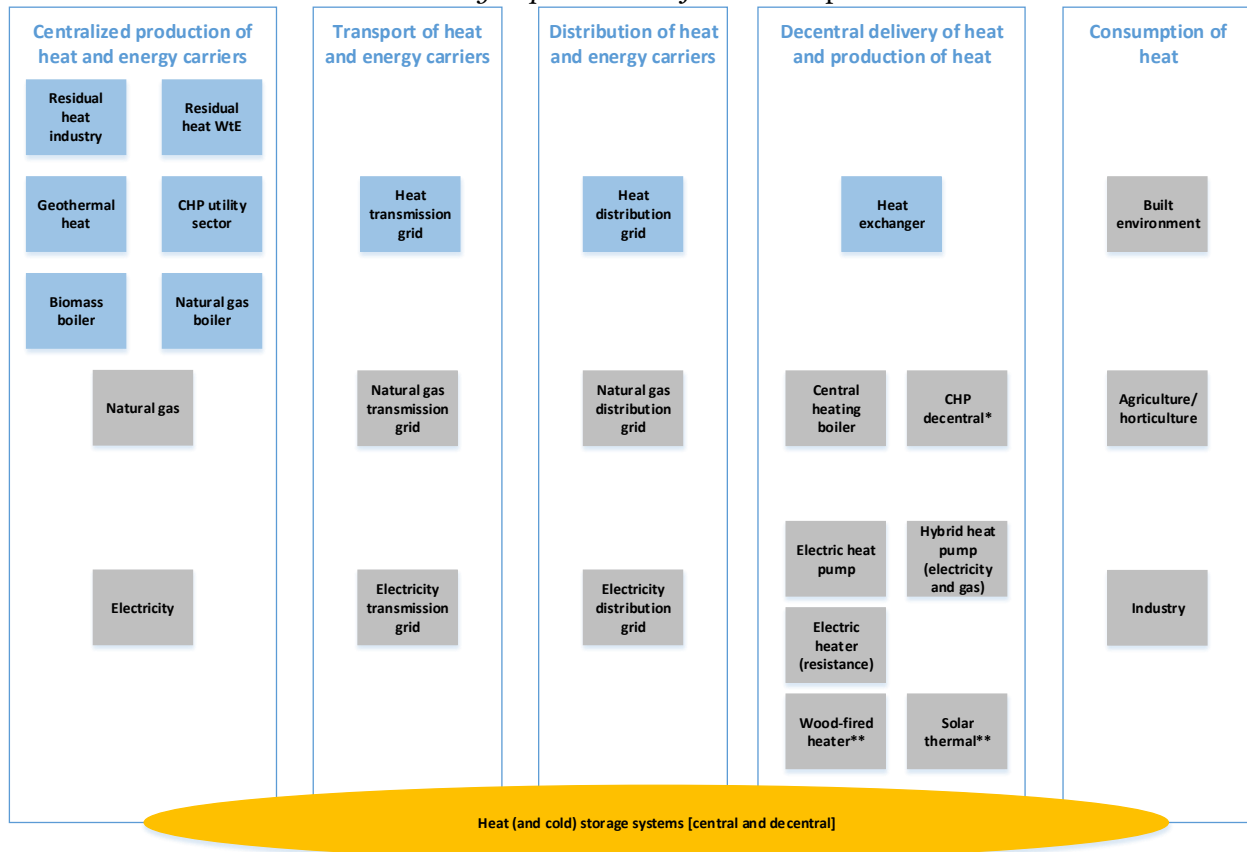 Centralized production of
heat and energy carriers
Transport of heat
and energy carriers
Distribution of heat
and energy carriers
Decentral delivery of heat
and production of heat
Consumption of
heat
Residual
heat
industry
Residual
heat WtE
Geothermal
heat
CHP utility
sector
Heat
transmission
grid
Heat
distribution
grid
Heat
exchanger
Built
environment
Biomass
boiler
Natural gas
boiler
Natural gas
Natural gas
transmission
grid
Natural gas
distribution
grid
Central
heating
boiler
CHP
decentral*
Agriculture/
horticulture
Electric heat
pump
Hybrid heat
pump
(electricity
and gas)
Electricity
Electricity
transmission
grid
Electricity
distribution
grid
Industry
Electric
heater
(resistance)
Wood-fired
heater**
Solar
thermal**
Heat (and cold) storage systems [central and decentral]